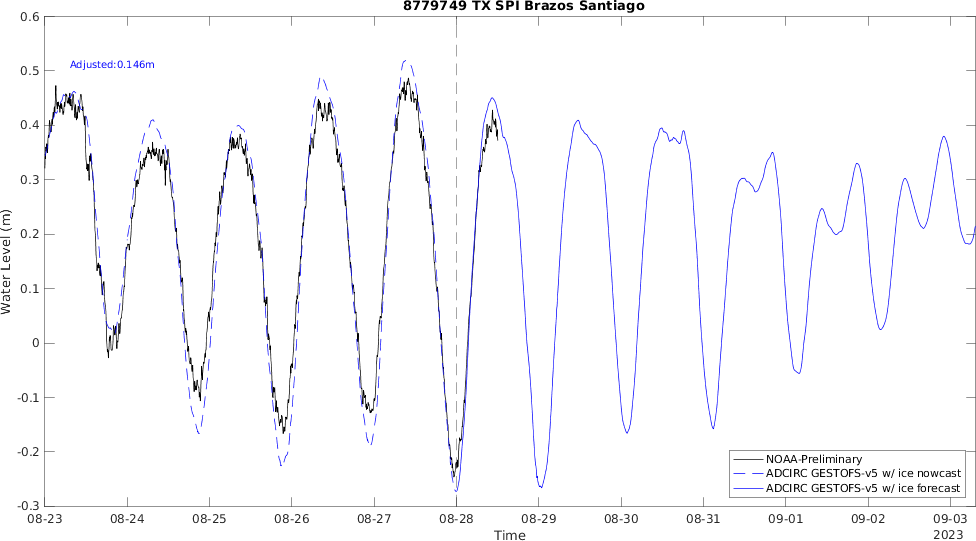 8779749 TX SPI Brazos Santiago
0.6
0.5
0.4
0.3
0.2
0.1
0
-0.1
-0.2
-0.3
Water Level (m)
Adjusted:0.146m
NOAA-Preliminary
ADCIRC GESTOFS-v5 w/ ice nowcast
ADCIRC GESTOFS-v5 w/ ice forecast
08-23 08-24 08-25 08-26 08-27 08-28 08-29 08-30 08-31 09-01 09-02 09-03
Time
2023